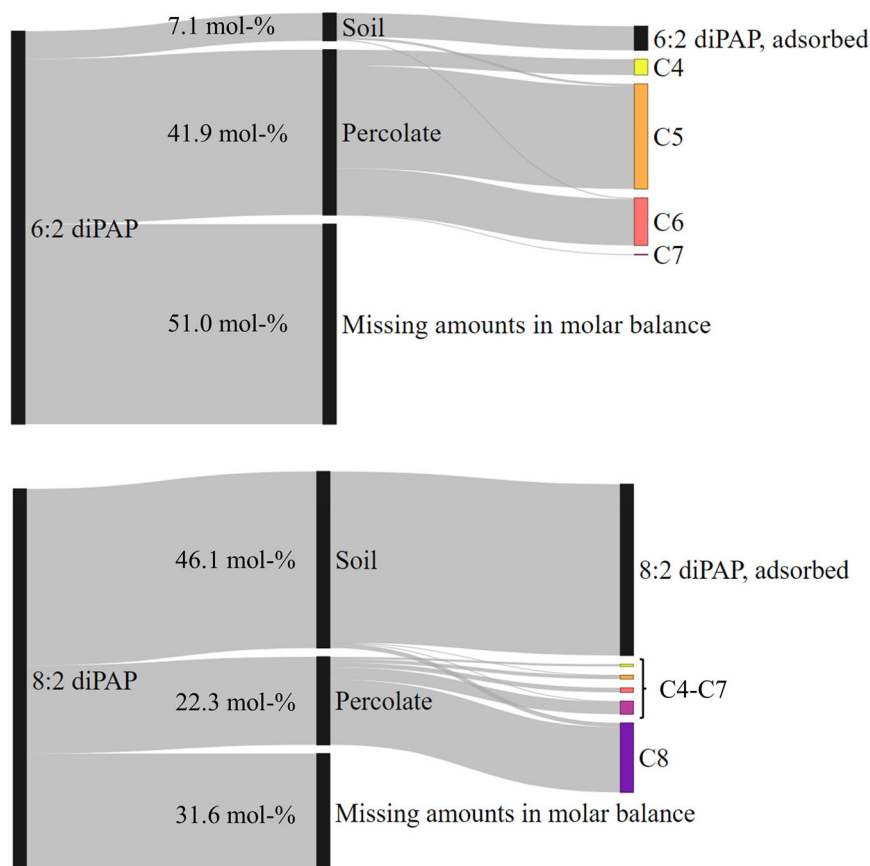 7.1 mol-% Soil
6:2 diPAP, adsorbed
C4
41.9 mol-% Percolate
C5
6:2 diPAP
C6
C7
51.0 mol-% Missing amounts in molar balance
46.1 mol-% Soil
8:2 diPAP, adsorbed
8:2 diPAP
C4-C7
22.3 mol-% Percolate
C8
31.6 mol-% Missing amounts in molar balance